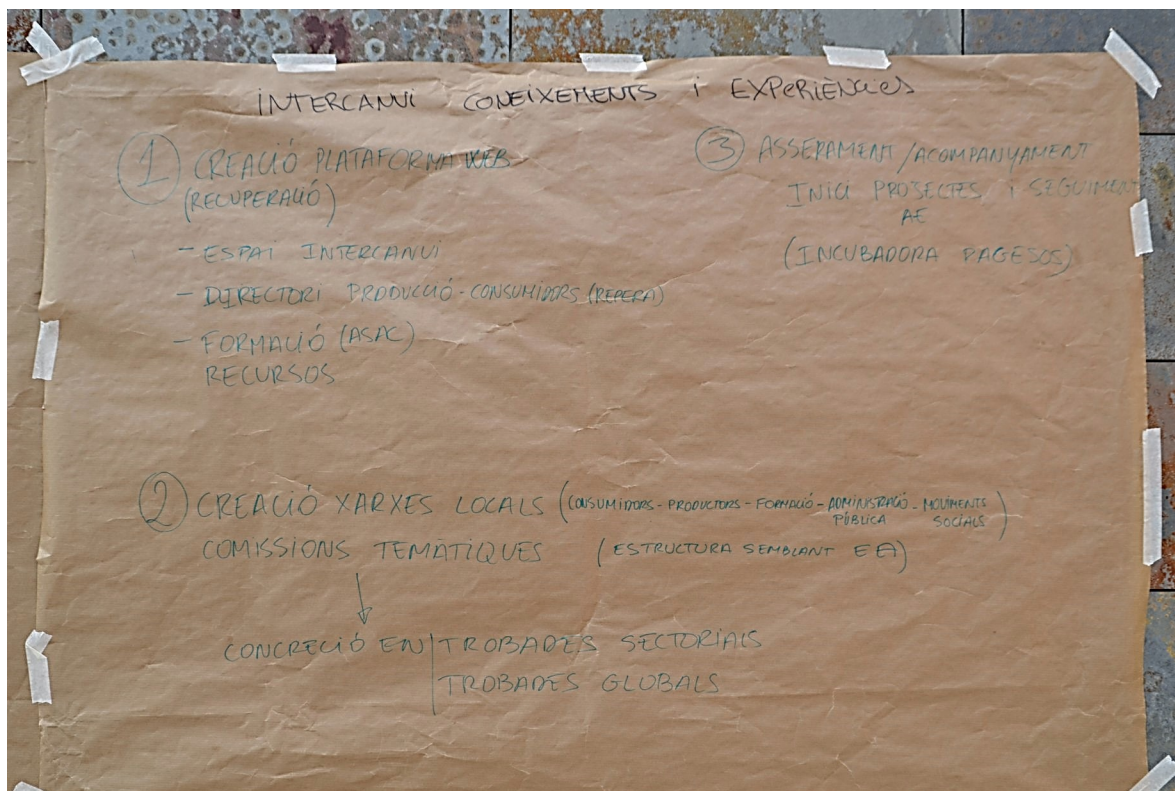 INTERCANVI CONEIXEMENTS i EXPERIÈNCIES
① CREACIÓ PLATAFORMA WEB
(RECUPERACIÓ)
- ESPAI INTERCANVI
- DIRECTORI PRODUCCIÓ - CONSUMIDORS (REPERA)
- FORMACIÓ (ASAC)
RECURSOS
② CREACIÓ XARXES LOCALS (CONSUMIDORS - PRODUCTORS - FORMACIÓ - ADMINISTRACIÓ - MOVIMENTS
PÚBLICA SOCIALS)
COMISSIONS TEMÀTIQUES (ESTRUCTURA SEMBLANT EEA)
CONCRECIÓ EN TROBADES SECTORIALS
TROBADES GLOBALS
③ ASSERAMENT / ACOMPANYAMENT
INICI PROJECTES i SEGUIMENT
AE
(INCUBADORA PAGESOS)